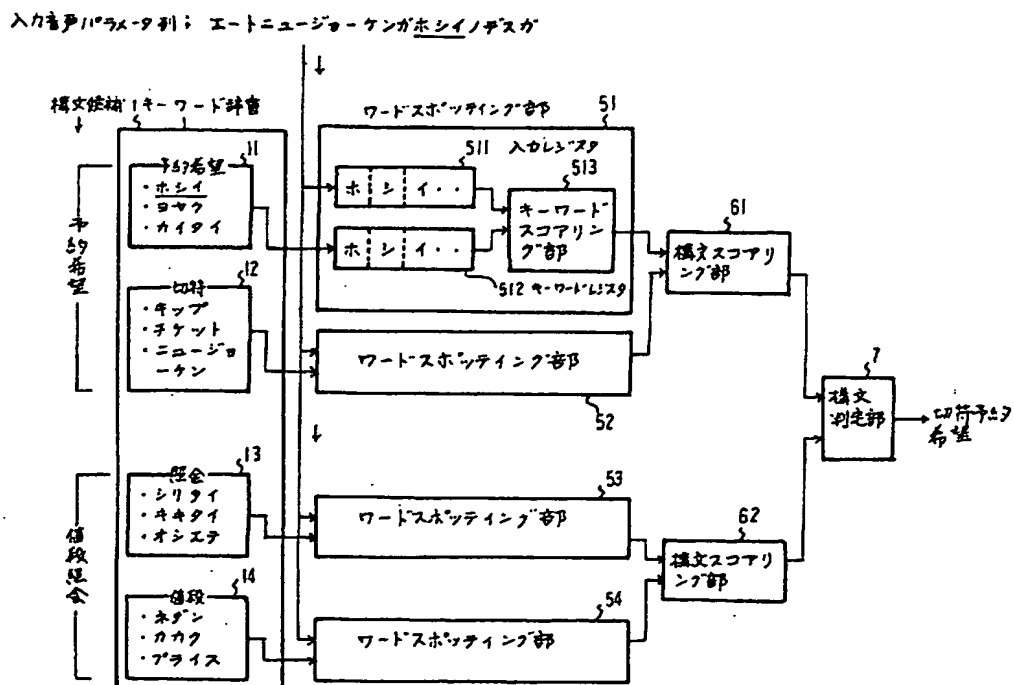 入力音声パラメータ列; エートニュージョーケンガホシイノデスガ
構文候補
1キーワード辞書
ワードスポッティング部
51
予約希望
11
・ホシイ
・ヨヤク
・カイタイ
511
入力レジスタ
ホ シ イ・・
513
キーワード
スコアリン
グ部
ホ シ イ・・
512 キーワードレジスタ
61
構文スコアリ
ング部
予約希望
切符
12
・キップ
・チケット
・ニュージョ
ーケン
ワードスポッティング部
52
7
構文
判定部
切符予約
希望
照会
13
・シリタイ
・キキタイ
・オシエテ
53
ワードスポッティング部
62
構文スコアリ
ング部
値段照会
値段
14
・ネダン
・カカク
・プライス
54
ワードスポッティング部